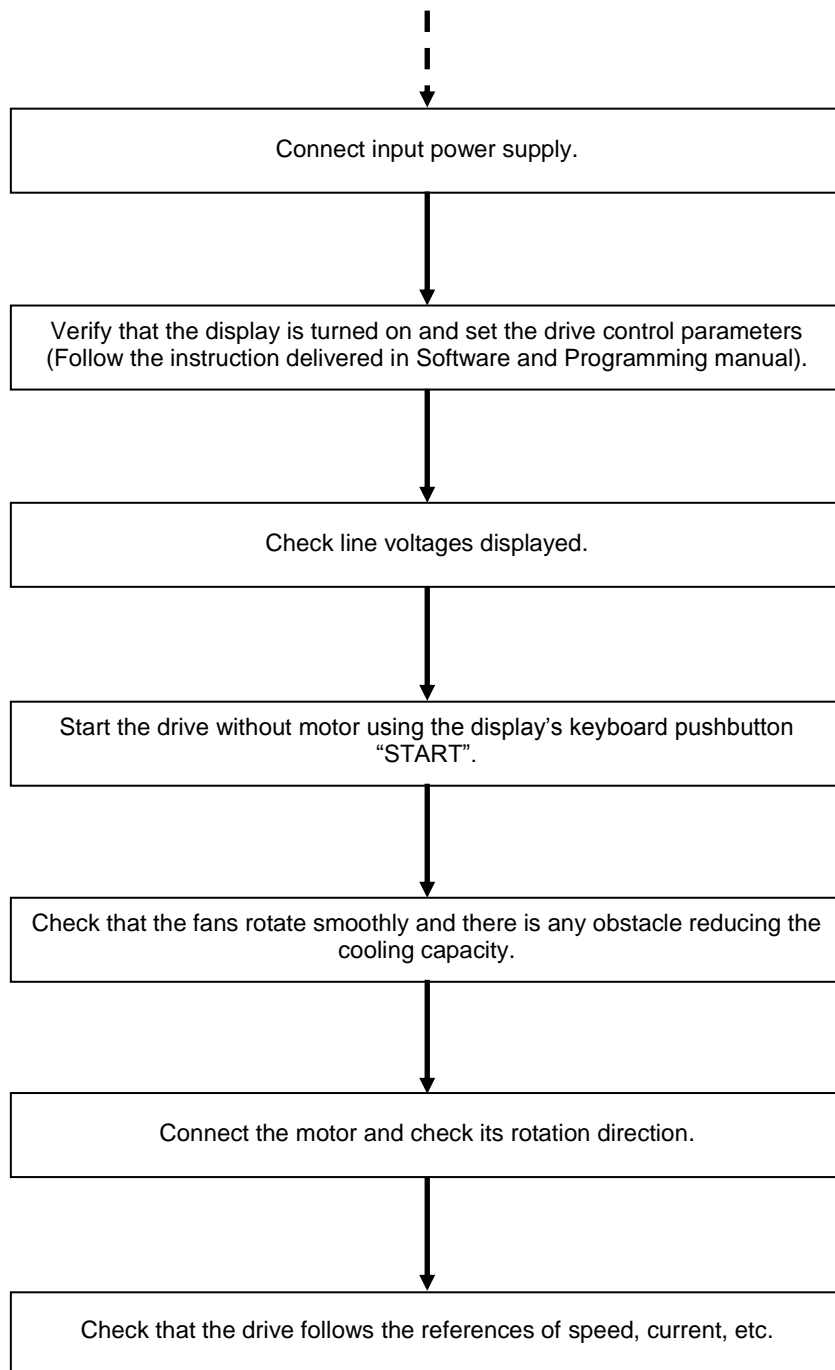 Connect input power supply.
Verify that the display is turned on and set the drive control parameters
(Follow the instruction delivered in Software and Programming manual).
Check line voltages displayed.
Start the drive without motor using the display’s keyboard pushbutton
“START”.
Check that the fans rotate smoothly and there is any obstacle reducing the
cooling capacity.
Connect the motor and check its rotation direction.
Check that the drive follows the references of speed, current, etc.